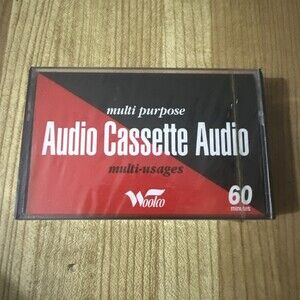 multi purpose
Audio Cassette Audio
multi-usages
Woolco
60
minutes